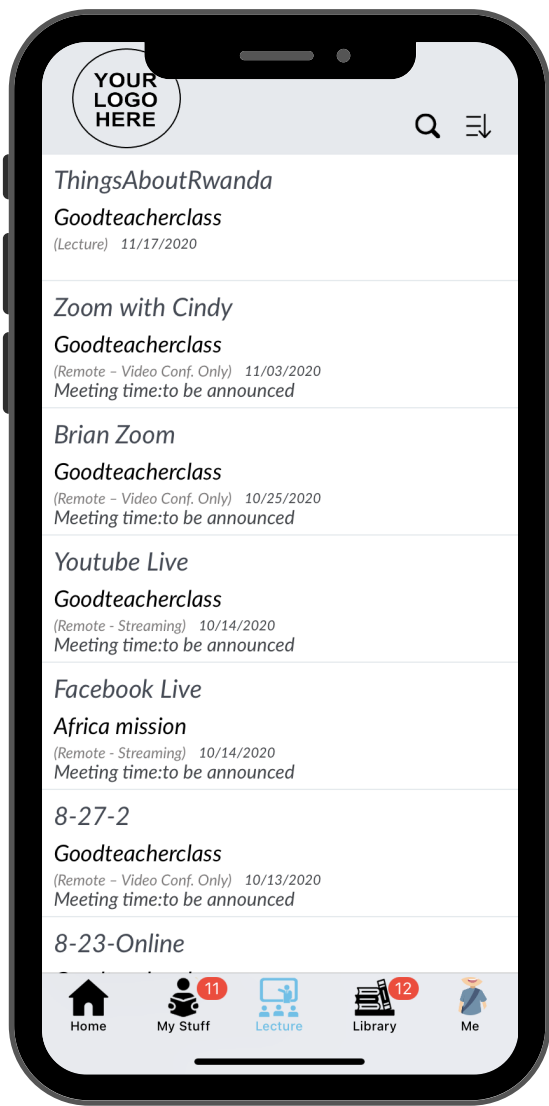 YOUR
LOGO
HERE
ThingsAboutRwanda
Goodteacherclass
(Lecture) 11/17/2020
Zoom with Cindy
Goodteacherclass
(Remote – Video Conf. Only) 11/03/2020
Meeting time:to be announced
Brian Zoom
Goodteacherclass
(Remote – Video Conf. Only) 10/25/2020
Meeting time:to be announced
Youtube Live
Goodteacherclass
(Remote - Streaming) 10/14/2020
Meeting time:to be announced
Facebook Live
Africa mission
(Remote - Streaming) 10/14/2020
Meeting time:to be announced
8-27-2
Goodteacherclass
(Remote – Video Conf. Only) 10/13/2020
Meeting time:to be announced
8-23-Online
11 12
Home My Stuff Lecture Library Me